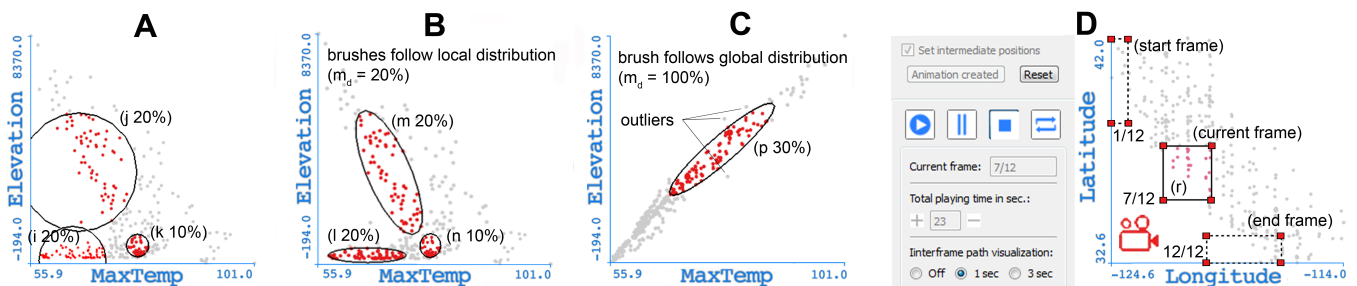 A
8370.0
Elevation
-194.0
(j 20%)
(i 20%)
(k 10%)
55.9
MaxTemp
101.0
B
brushes follow local distribution
(md = 20%)
8370.0
Elevation
-194.0
(m 20%)
(l 20%)
(n 10%)
55.9
MaxTemp
101.0
C
brush follows global distribution
(md = 100%)
8370.0
Elevation
-194.0
outliers
(p 30%)
55.9
MaxTemp
101.0
Set intermediate positions
Animation created
Reset
Current frame:
7/12
Total playing time in sec.:
23
Interframe path visualization:
Off
1 sec
3 sec
D
42.0
Latitude
32.6
(start frame)
1/12
(current frame)
(r)
7/12
(end frame)
12/12
-124.6
Longitude
-114.0